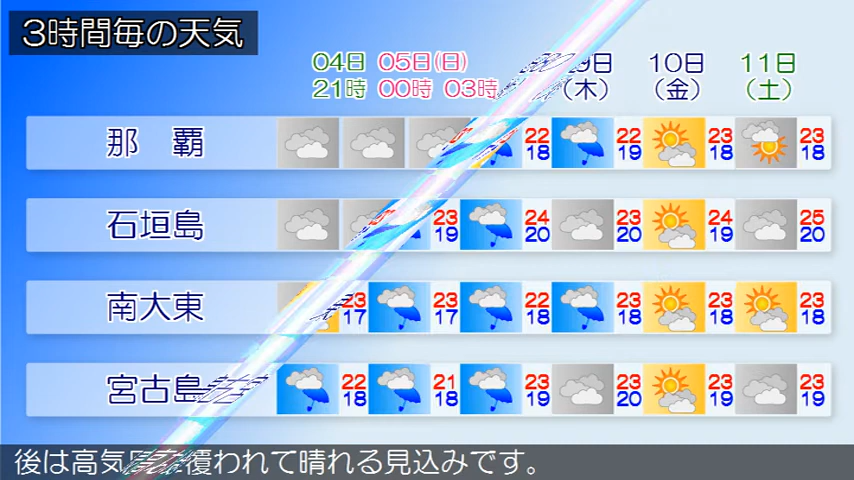 3時間毎の天気
04日 05日(日) 9日 10日 11日
21時 00時 03時 (木) (金) (土)
那 覇 22 22 23 23
18 19 18 18
石垣島 23 24 23 24 25
19 20 20 19 20
南大東 23 23 22 22 23 23
17 17 18 18 18 18
宮古島 22 21 23 23 23 23
18 18 19 20 19 19
後は高気圧に覆われて晴れる見込みです。